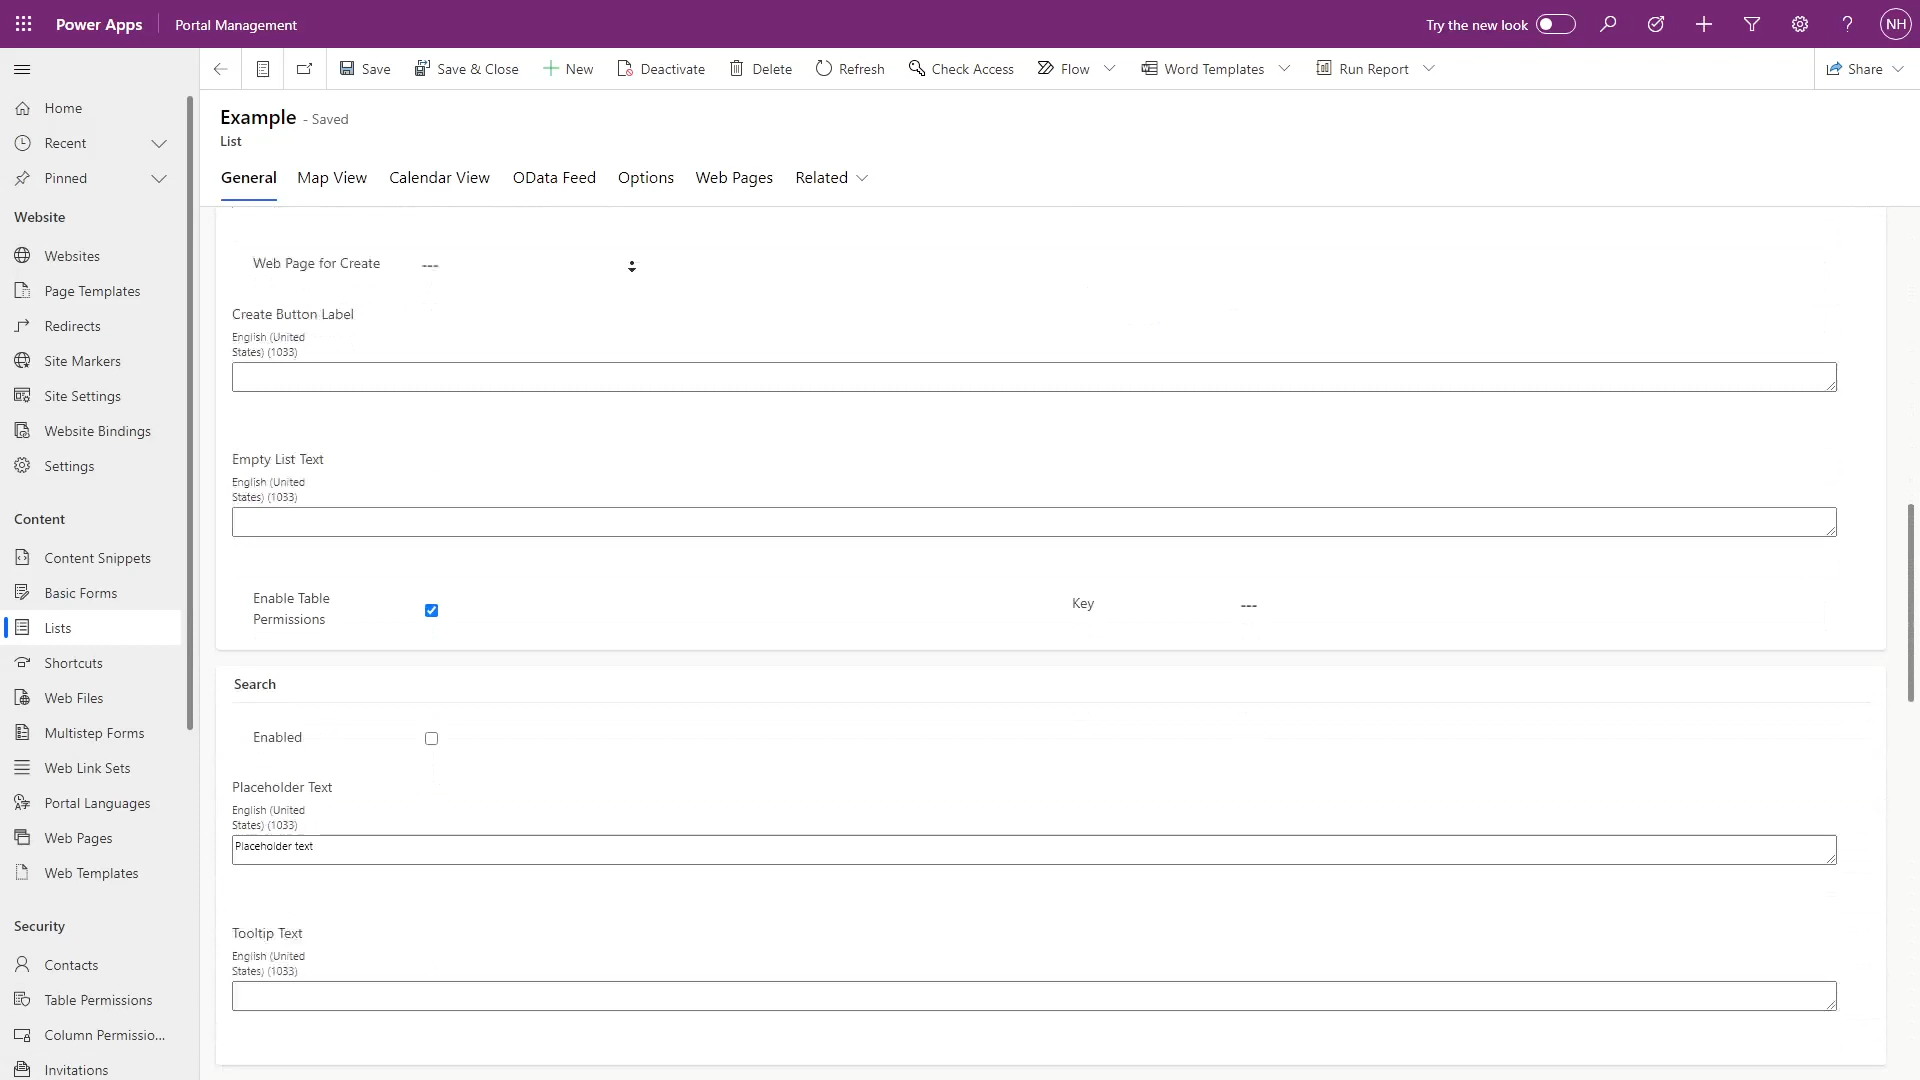 Power Apps
Portal Management
Try the new look
NH
Save
Save & Close
New
Deactivate
Delete
Refresh
Check Access
Flow
Word Templates
Run Report
Share
Home
Recent
Pinned
Website
Websites
Page Templates
Redirects
Site Markers
Site Settings
Website Bindings
Settings
Content
Content Snippets
Basic Forms
Lists
Shortcuts
Web Files
Multistep Forms
Web Link Sets
Portal Languages
Web Pages
Web Templates
Security
Contacts
Table Permissions
Column Permissio...
Invitations
Example - Saved
List
General
Map View
Calendar View
OData Feed
Options
Web Pages
Related
Web Page for Create
---
Create Button Label
English (United
States) (1033)
Empty List Text
English (United
States) (1033)
Enable Table
Permissions
Key
---
Search
Enabled
Placeholder Text
English (United
States) (1033)
Placeholder text
Tooltip Text
English (United
States) (1033)